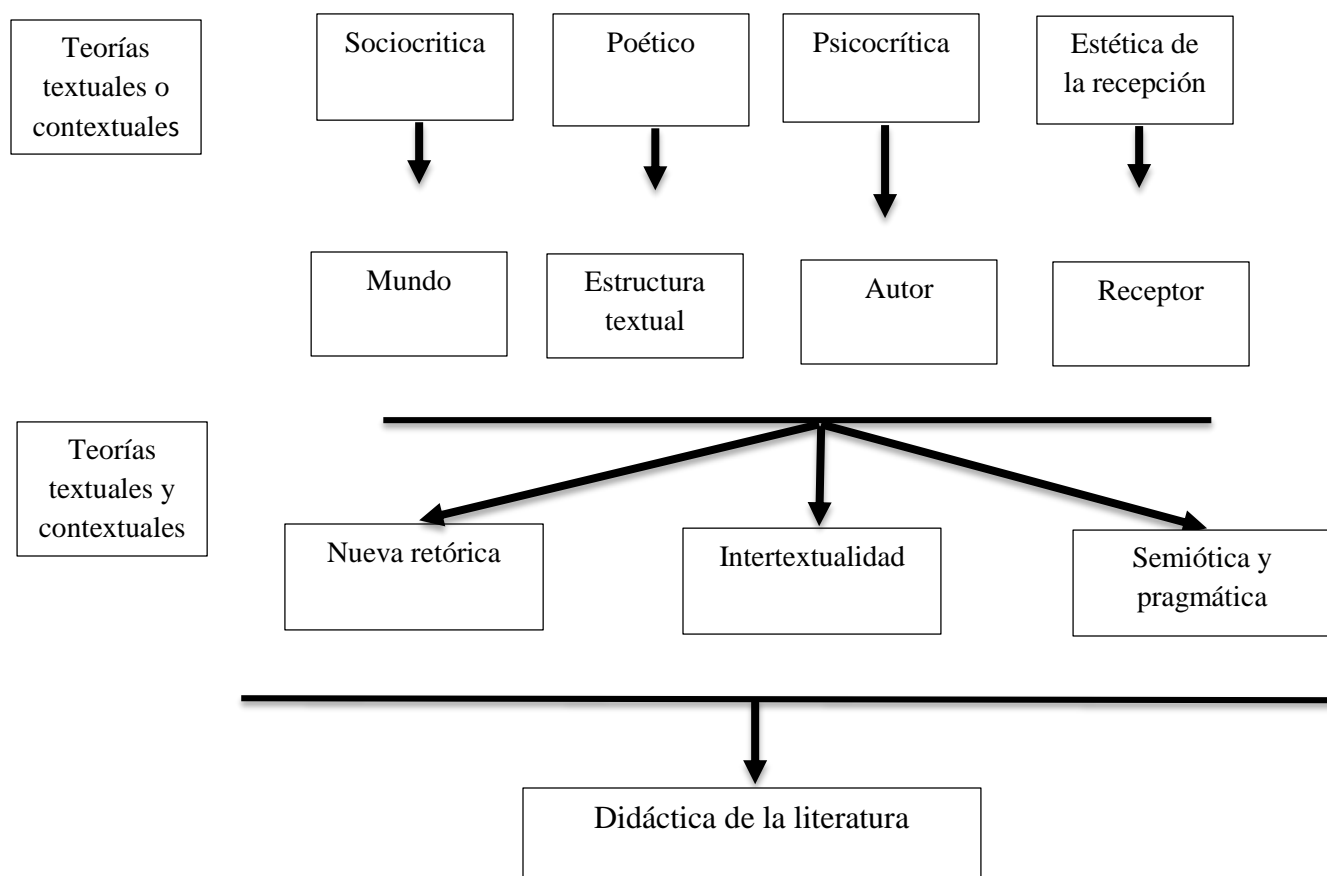 Teorías
textuales o
contextuales
Sociocritica
Poético
Psicocrítica
Estética de
la recepción
Mundo
Estructura
textual
Autor
Receptor
Teorías
textuales y
contextuales
Nueva retórica
Intertextualidad
Semiótica y
pragmática
Didáctica de la literatura